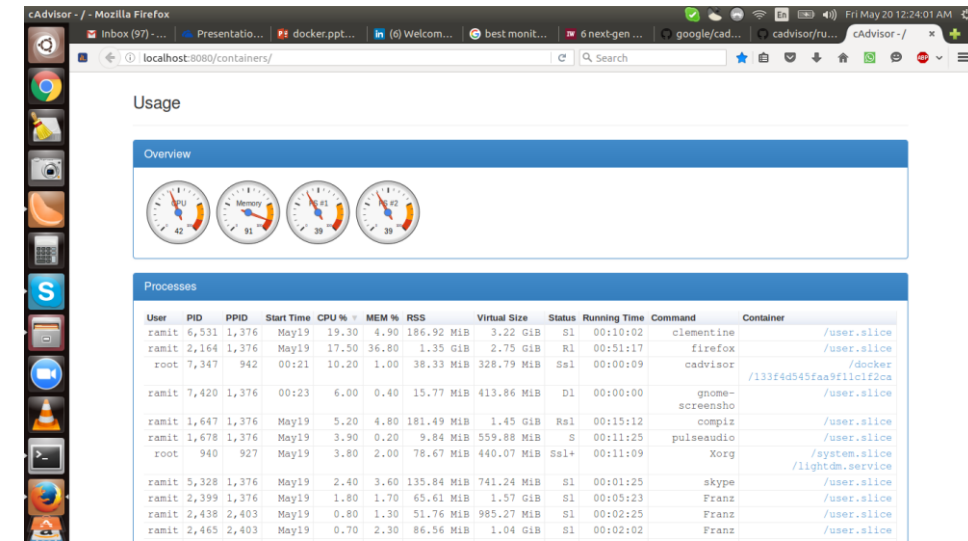 cAdvisor - / - Mozilla Firefox
En
Fri May 20 12:24:01 AM
Inbox (97) - ...
Presentatio...
docker.ppt...
(6) Welcom...
best monit...
6 next-gen ...
google/cad...
cadvisor/ru...
cAdvisor - /
localhost:8080/containers/
Search
ABP
Usage
Overview
CPU
42
Memory
91
FS #1
39
FS #2
39
Processes
User PID PPID Start Time CPU % MEM % RSS Virtual Size Status Running Time Command Container
ramit 6,531 1,376 May19 19.30 4.90 186.92 MiB 3.22 GiB Sl 00:10:02 clementine /user.slice
ramit 2,164 1,376 May19 17.50 36.80 1.35 GiB 2.75 GiB Rl 00:51:17 firefox /user.slice
root 7,347 942 00:21 10.20 1.00 38.33 MiB 328.79 MiB Ssl 00:00:09 cadvisor /docker
/133f4d545faa9f11c1f2ca
ramit 7,420 1,376 00:23 6.00 0.40 15.77 MiB 413.86 MiB Dl 00:00:00 gnome- /user.slice
screensho
ramit 1,647 1,376 May19 5.20 4.80 181.49 MiB 1.45 GiB Rsl 00:15:12 compiz /user.slice
ramit 1,678 1,376 May19 3.90 0.20 9.84 MiB 559.88 MiB S 00:11:25 pulseaudio /user.slice
root 940 927 May19 3.80 2.00 78.67 MiB 440.07 MiB Ssl+ 00:11:09 Xorg /system.slice
/lightdm.service
ramit 5,328 1,376 May19 2.40 3.60 135.84 MiB 741.24 MiB Sl 00:01:25 skype /user.slice
ramit 2,399 1,376 May19 1.80 1.70 65.61 MiB 1.57 GiB Sl 00:05:23 Franz /user.slice
ramit 2,438 2,403 May19 0.80 1.30 51.76 MiB 985.27 MiB Sl 00:02:25 Franz /user.slice
ramit 2,465 2,403 May19 0.70 2.30 86.56 MiB 1.04 GiB Sl 00:02:02 Franz /user.slice